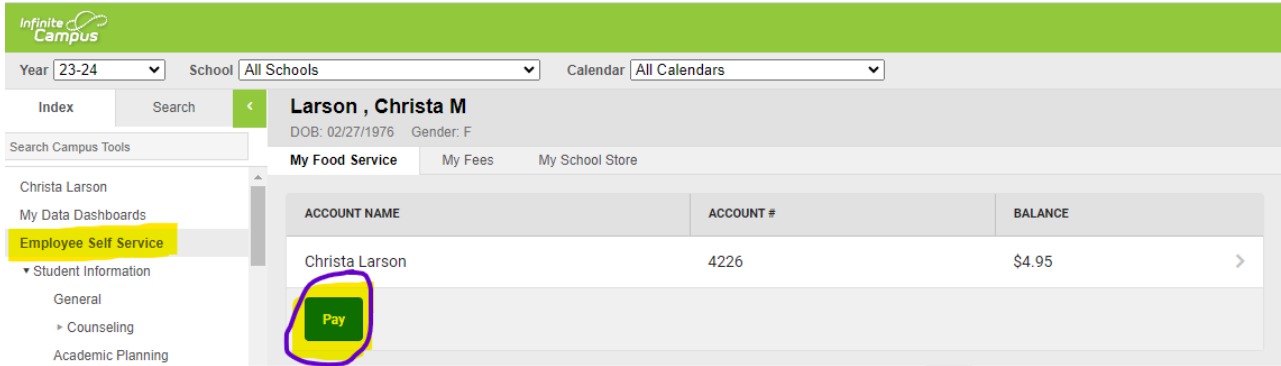 Infinite Campus
Year 23-24 School All Schools Calendar All Calendars
Index Search
Larson , Christa M
DOB: 02/27/1976 Gender: F
Search Campus Tools
My Food Service My Fees My School Store
Christa Larson
My Data Dashboards
Employee Self Service
Student Information
General
Counseling
Academic Planning
ACCOUNT NAME ACCOUNT # BALANCE
Christa Larson 4226 $4.95
Pay